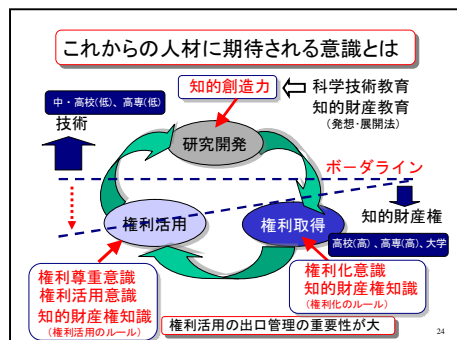 これからの人材に期待される意識とは
中・高校(低)、高専(低)
技術
知的創造力
科学技術教育
知的財産教育
(発想・展開法)
研究開発
ボーダライン
権利活用
権利取得
知的財産権
高校(高)、高専(高)、大学
権利尊重意識
権利活用意識
知的財産権知識
(権利活用のルール)
権利化意識
知的財産権知識
(権利化のルール)
権利活用の出口管理の重要性が大
24